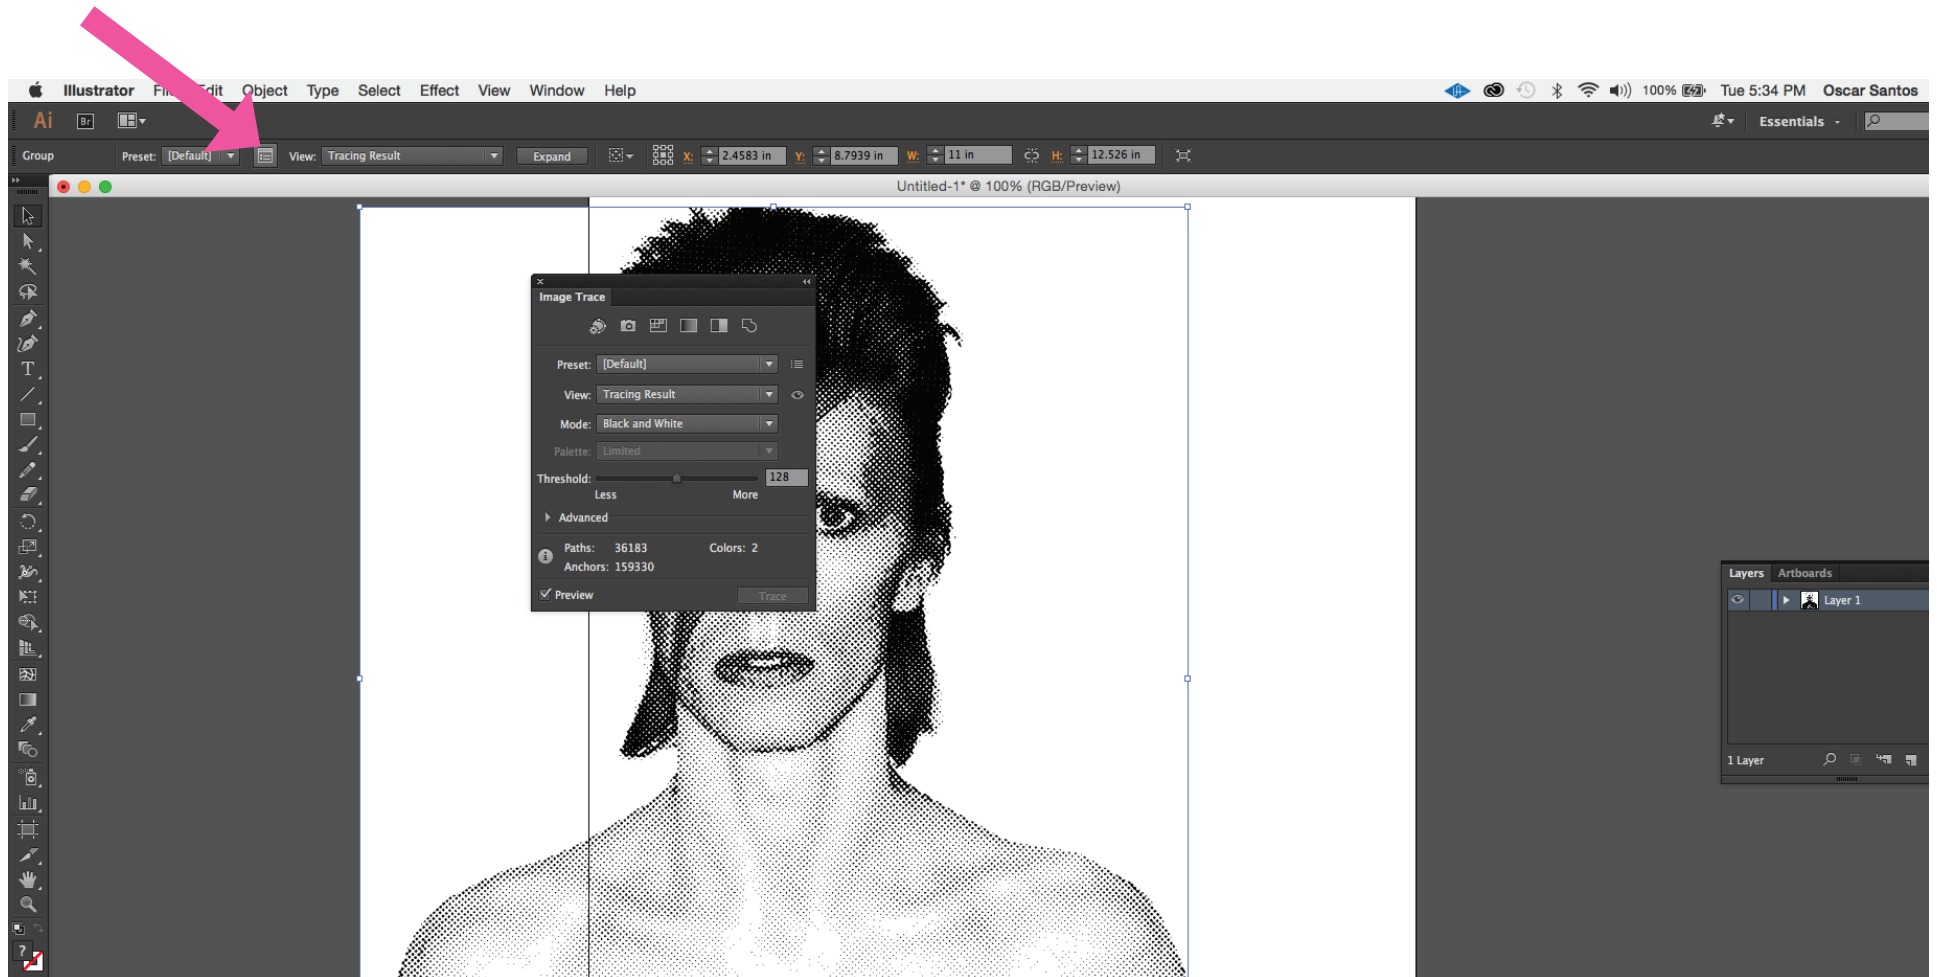 Illustrator Fil Edit Object Type Select Effect View Window Help 100% Tue 5:34 PM Oscar Santos
Ai Br Essentials
Group Preset: [Default] View: Tracing Result Expand X: 2.4583 in Y: 8.7939 in W: 11 in H: 12.526 in
Untitled-1* @ 100% (RGB/Preview)
Image Trace
Preset: [Default]
View: Tracing Result
Mode: Black and White
Palette: Limited
Threshold: 128
Less More
Advanced
Paths: 36183 Colors: 2
Anchors: 159330
Preview Trace
Layers Artboards
Layer 1
1 Layer